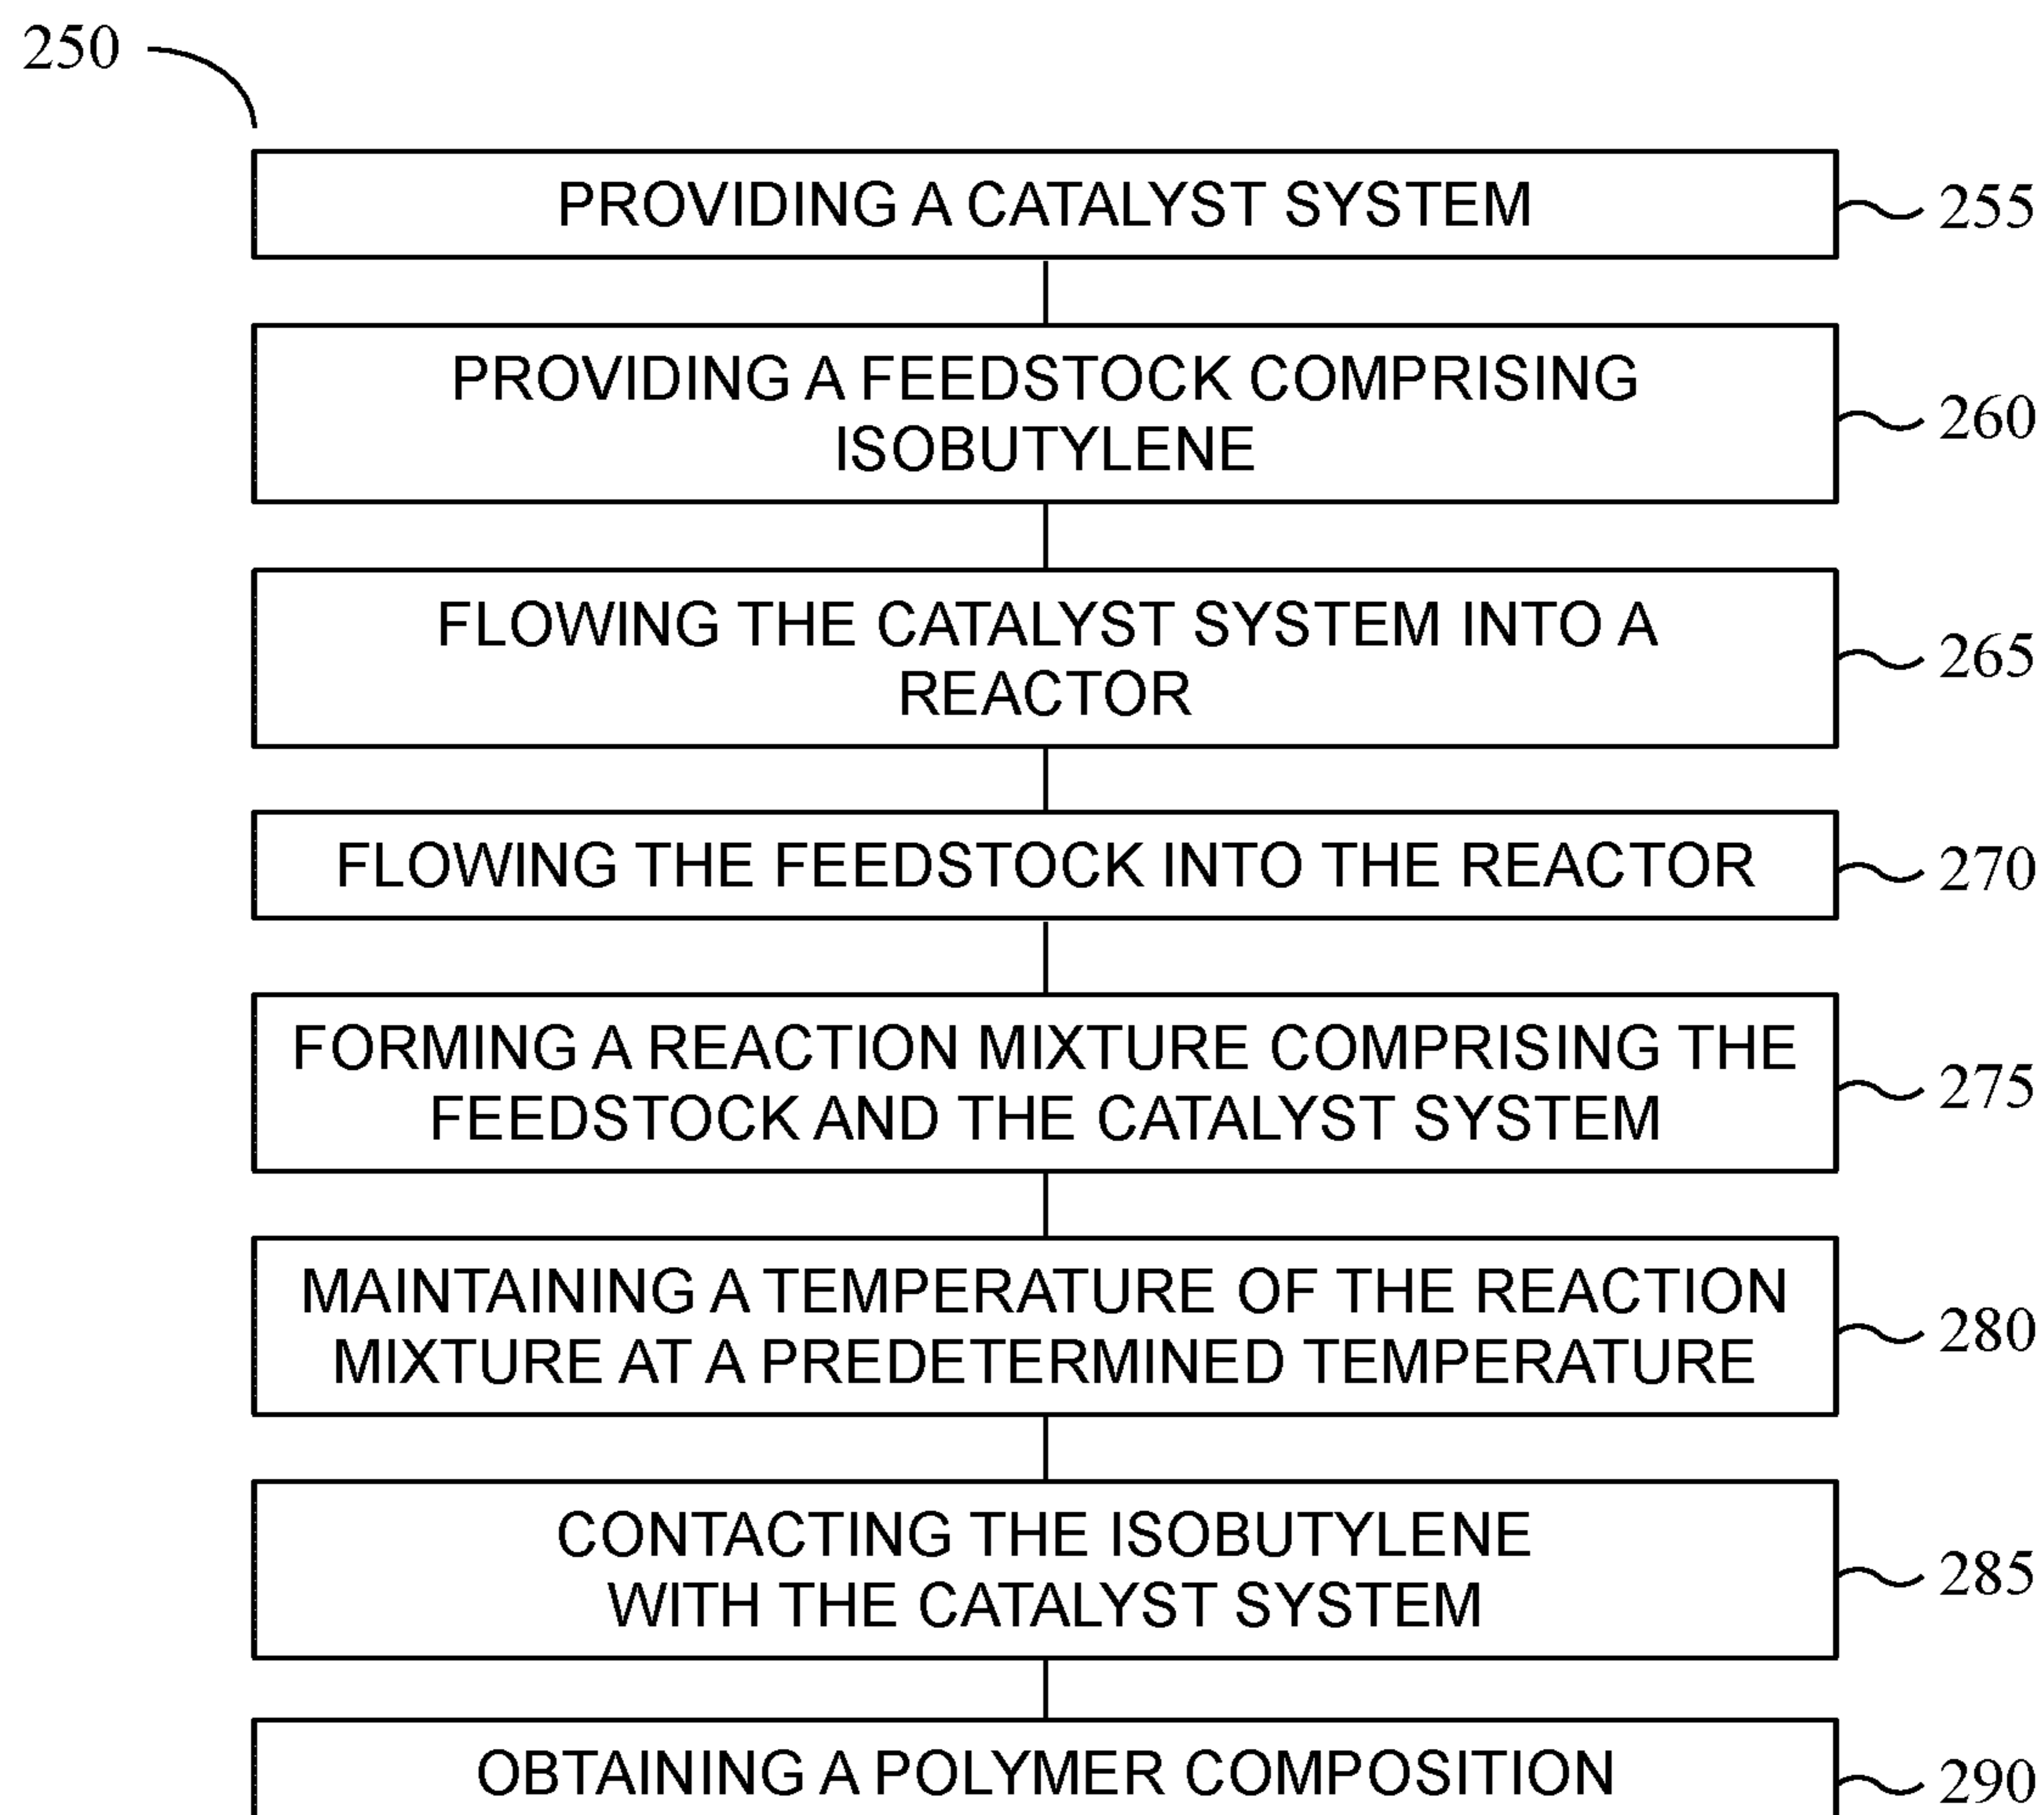 250
PROVIDING A CATALYST SYSTEM
255
PROVIDING A FEEDSTOCK COMPRISING
ISOBUTYLENE
260
FLOWING THE CATALYST SYSTEM INTO A
REACTOR
265
FLOWING THE FEEDSTOCK INTO THE REACTOR
270
FORMING A REACTION MIXTURE COMPRISING THE
FEEDSTOCK AND THE CATALYST SYSTEM
275
MAINTAINING A TEMPERATURE OF THE REACTION
MIXTURE AT A PREDETERMINED TEMPERATURE
280
CONTACTING THE ISOBUTYLENE
WITH THE CATALYST SYSTEM
285
OBTAINING A POLYMER COMPOSITION
290